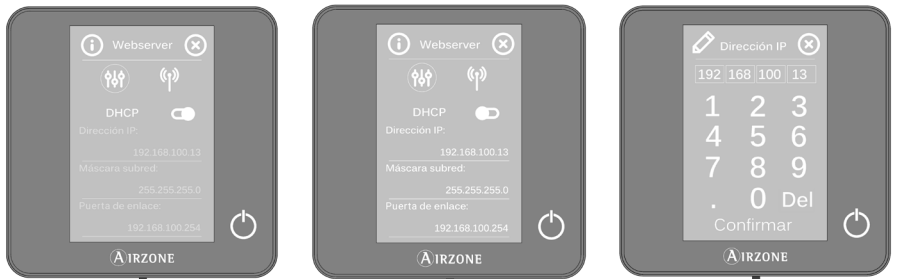 Webserver
DHCP
Dirección IP:
192.168.100.13
Máscara subred:
255.255.255.0
Puerta de enlace:
192.168.100.254
AIRZONE
Webserver
DHCP
Dirección IP:
192.168.100.13
Máscara subred:
255.255.255.0
Puerta de enlace:
192.168.100.254
AIRZONE
Dirección IP
192 168 100 13
1 2 3
4 5 6
7 8 9
. 0 Del
Confirmar
AIRZONE